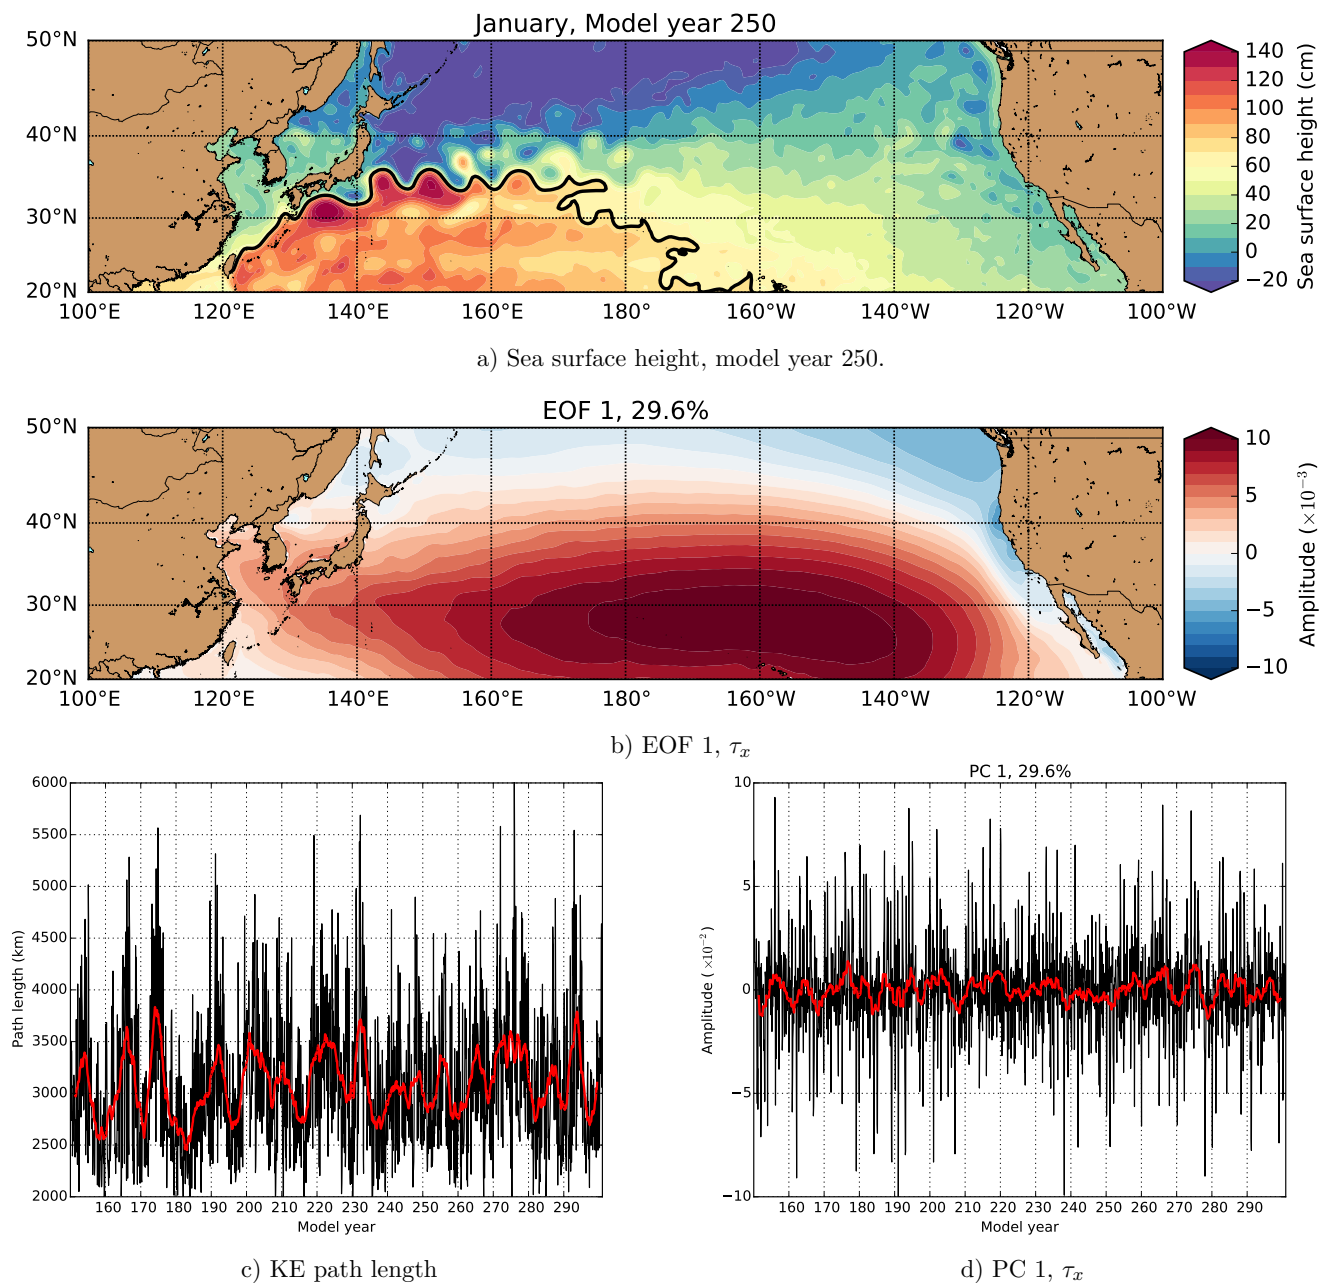 January, Model year 250
50°N
40°N
30°N
20°N
100°E 120°E 140°E 160°E 180° 160°W 140°W 120°W 100°W
140
120
100
80
60
40
20
0
−20
Sea surface height (cm)
a) Sea surface height, model year 250.
EOF 1, 29.6%
50°N
40°N
30°N
20°N
100°E 120°E 140°E 160°E 180° 160°W 140°W 120°W 100°W
10
5
0
−5
−10
Amplitude (×10⁻³)
b) EOF 1, τₓ
6000
5500
5000
4500
4000
3500
3000
2500
2000
Path length (km)
160 170 180 190 200 210 220 230 240 250 260 270 280 290
Model year
c) KE path length
PC 1, 29.6%
10
5
0
−5
−10
Amplitude (×10⁻²)
160 170 180 190 200 210 220 230 240 250 260 270 280 290
Model year
d) PC 1, τₓ